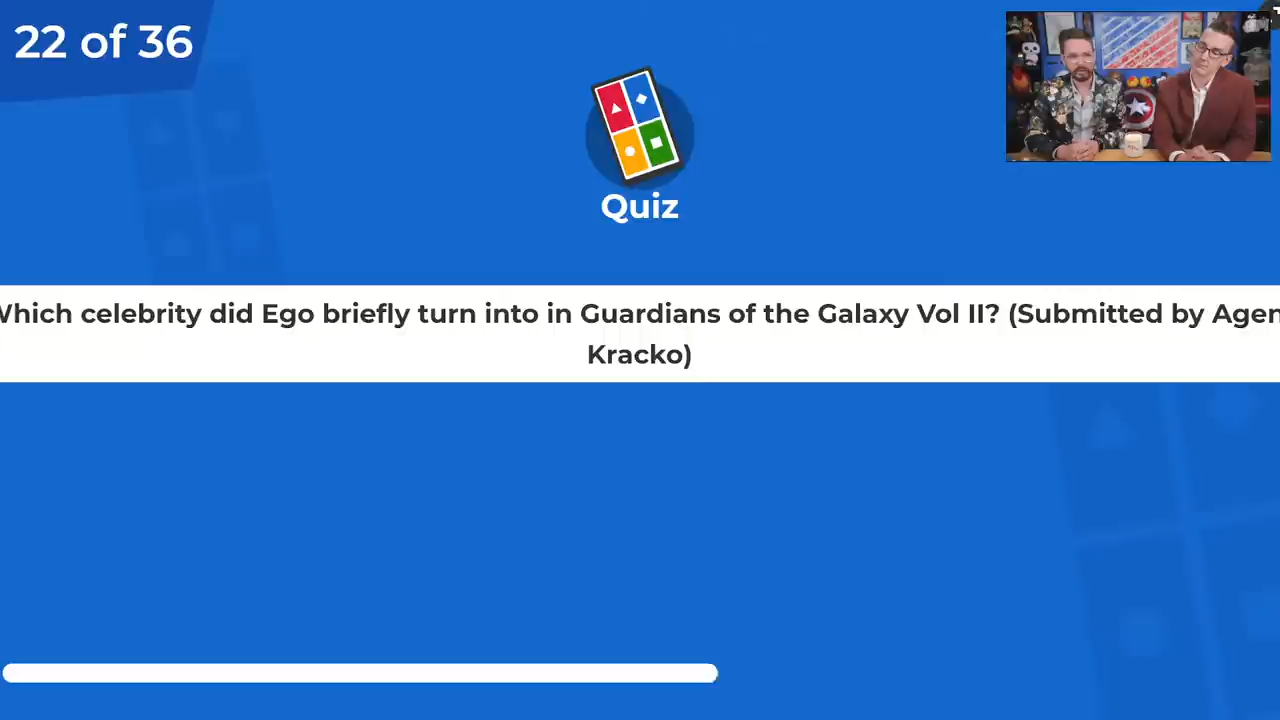 22 of 36
Quiz
Which celebrity did Ego briefly turn into in Guardians of the Galaxy Vol II? (Submitted by Agen
Kracko)